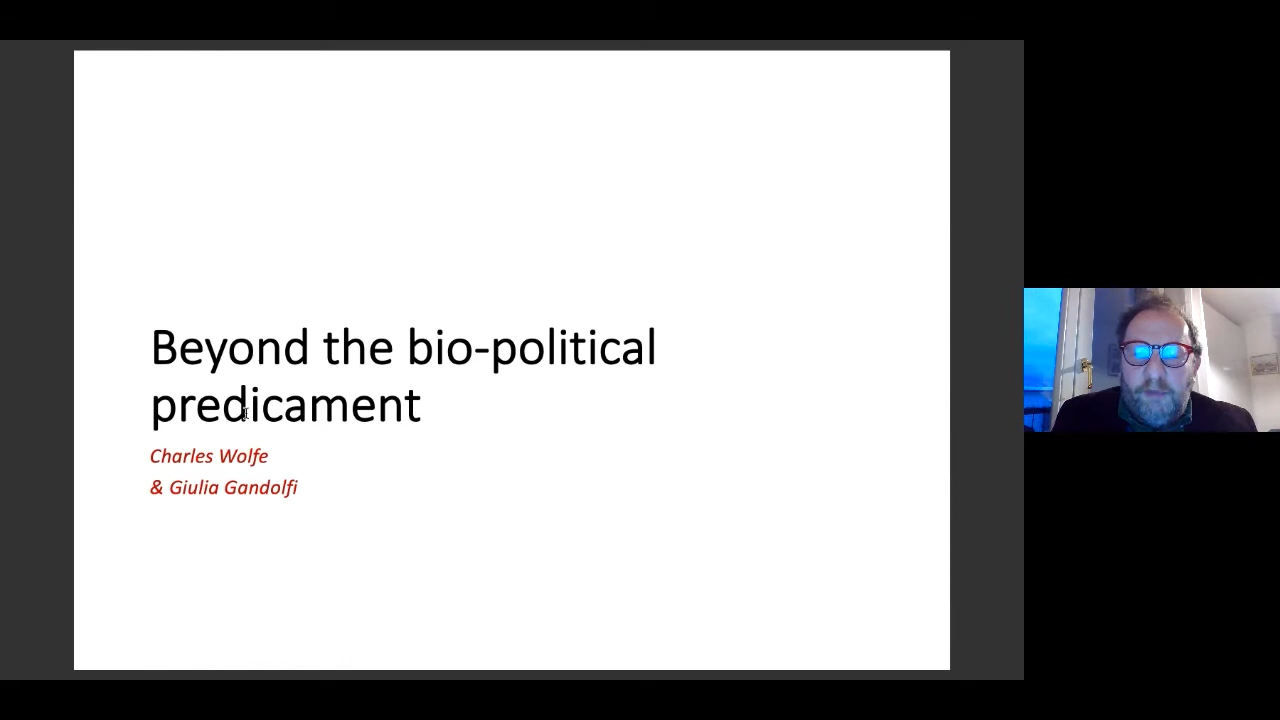 Beyond the bio-political
predicament
Charles Wolfe
& Giulia Gandolfi